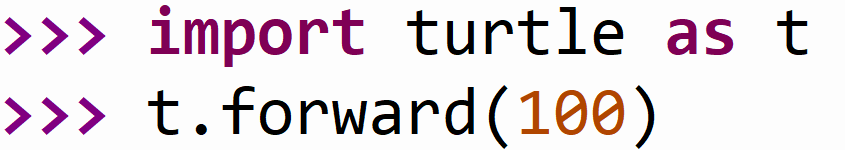 >>> import turtle as t
>>> t.forward(100)